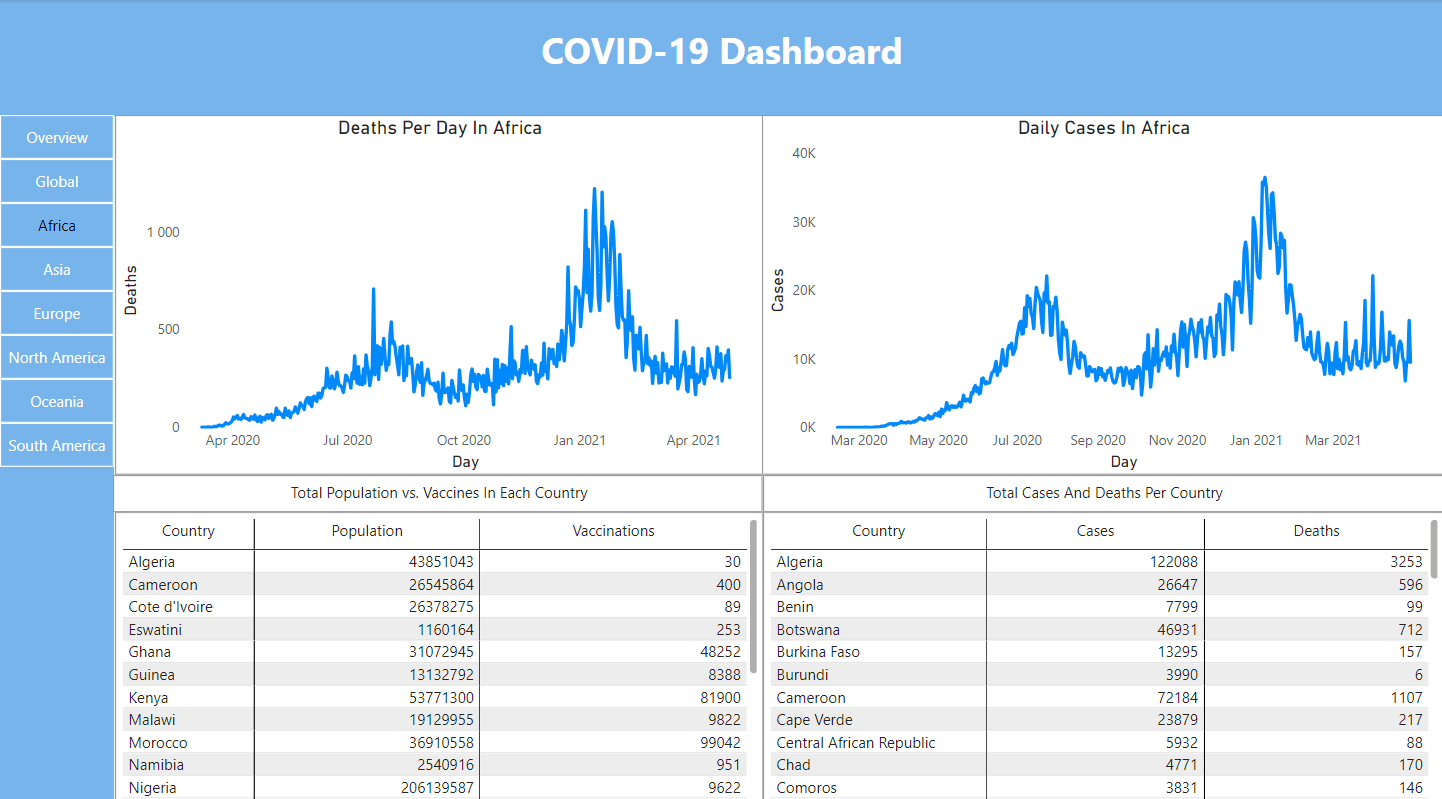 COVID-19 Dashboard
Overview
Global
Africa
Asia
Europe
North America
Oceania
South America
Deaths Per Day In Africa
Deaths
1 000
500
0
Apr 2020 Jul 2020 Oct 2020 Jan 2021 Apr 2021
Day
Daily Cases In Africa
Cases
40K
30K
20K
10K
0K
Mar 2020 May 2020 Jul 2020 Sep 2020 Nov 2020 Jan 2021 Mar 2021
Day
Total Population vs. Vaccines In Each Country
Country Population Vaccinations
Algeria 43851043 30
Cameroon 26545864 400
Cote d'Ivoire 26378275 89
Eswatini 1160164 253
Ghana 31072945 48252
Guinea 13132792 8388
Kenya 53771300 81900
Malawi 19129955 9822
Morocco 36910558 99042
Namibia 2540916 951
Nigeria 206139587 9622
Total Cases And Deaths Per Country
Country Cases Deaths
Algeria 122088 3253
Angola 26647 596
Benin 7799 99
Botswana 46931 712
Burkina Faso 13295 157
Burundi 3990 6
Cameroon 72184 1107
Cape Verde 23879 217
Central African Republic 5932 88
Chad 4771 170
Comoros 3831 146